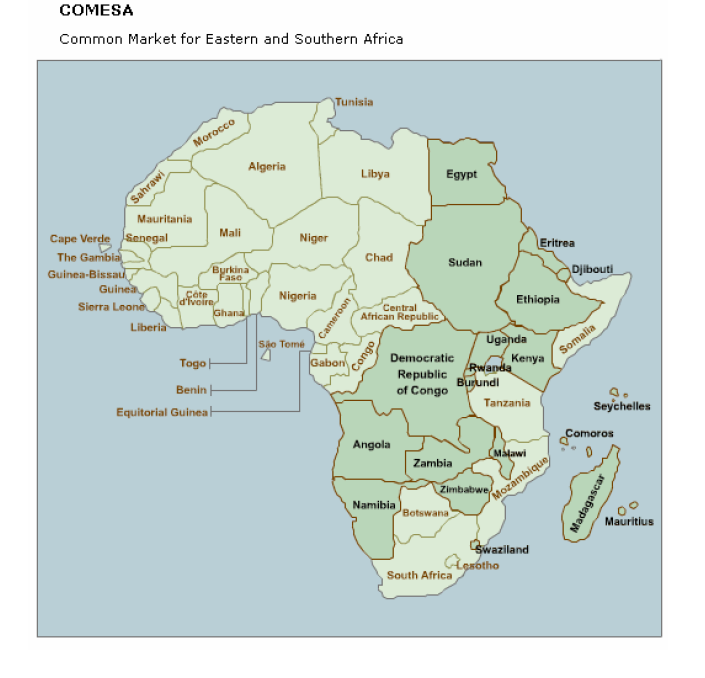 COMESA
Common Market for Eastern and Southern Africa
Tunisia
Morocco
Algeria
Libya
Egypt
Sahrawi
Mauritania
Mali
Niger
Chad
Sudan
Eritrea
Cape Verde
Senegal
The Gambia
Guinea-Bissau
Guinea
Sierra Leone
Liberia
Burkina
Faso
Côte
d'Ivoire
Ghana
Nigeria
Cameroon
Central
African Republic
Djibouti
Ethiopia
Somalia
Togo
Benin
Equitorial Guinea
São Tomé
Gabon
Congo
Democratic
Republic
of Congo
Uganda
Kenya
Rwanda
Burundi
Tanzania
Seychelles
Comoros
Angola
Zambia
Malawi
Mozambique
Zimbabwe
Namibia
Botswana
Madagascar
Mauritius
Swaziland
Lesotho
South Africa